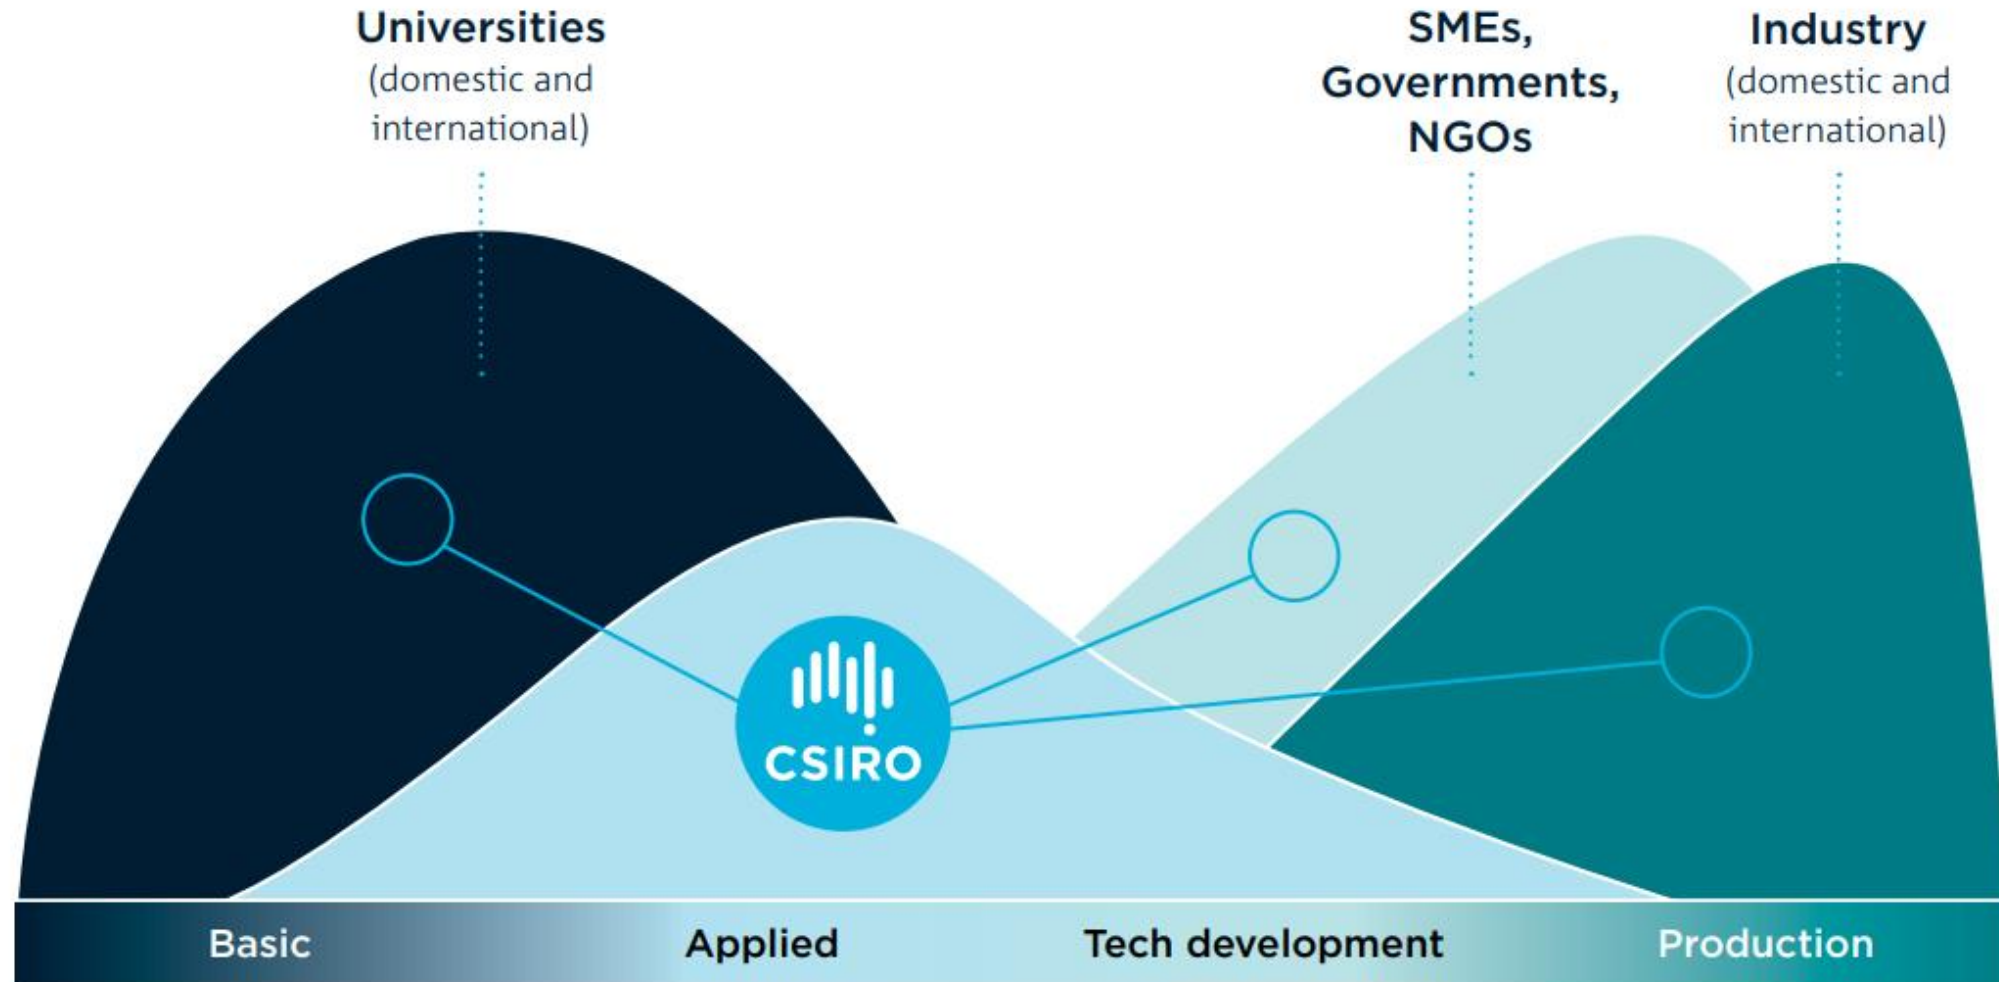 Universities
(domestic and
international)
SMEs,
Governments,
NGOs
Industry
(domestic and
international)
CSIRO
Basic
Applied
Tech development
Production